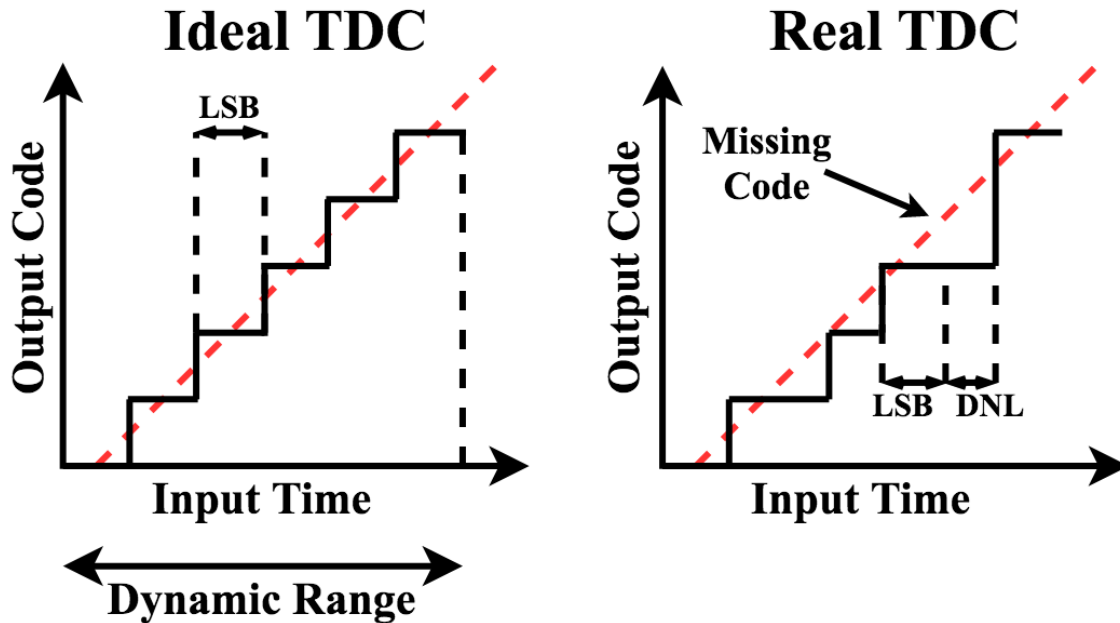 Ideal TDC
LSB
Output Code
Input Time
Dynamic Range
Real TDC
Missing
Code
Output Code
LSB
DNL
Input Time